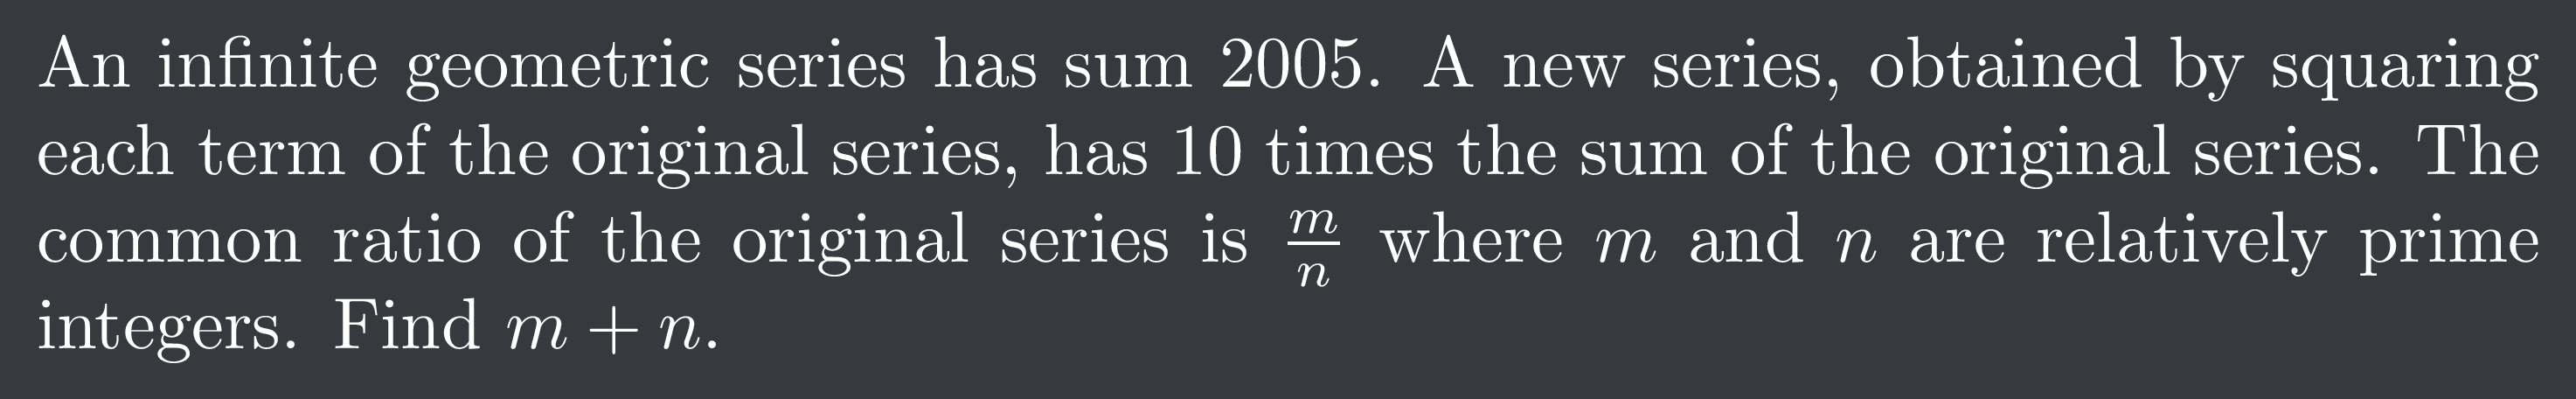 An infinite geometric series has sum 2005. A new series, obtained by squaring
each term of the original series, has 10 times the sum of the original series. The
common ratio of the original series is $\frac{m}{n}$ where $m$ and $n$ are relatively prime
integers. Find $m + n$.